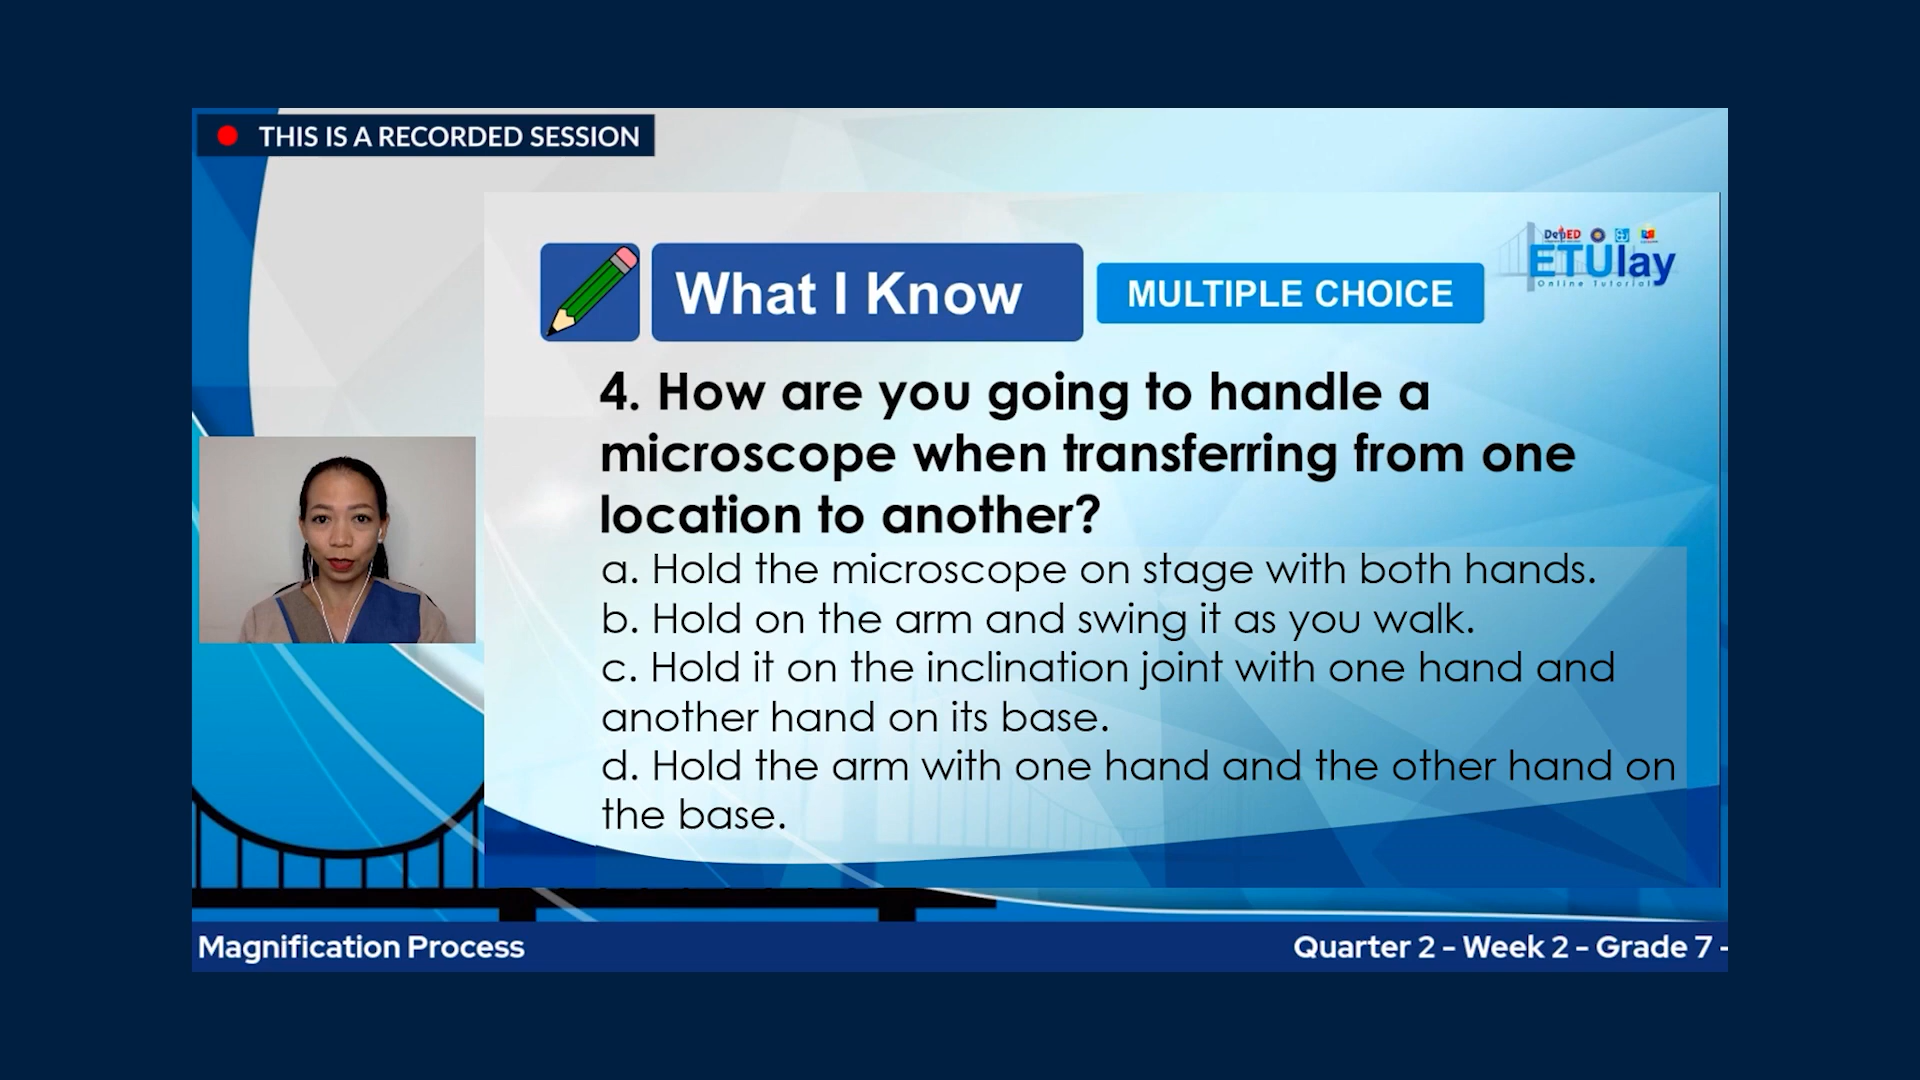 THIS IS A RECORDED SESSION
DepED
ETUlay
Online Tutorial
What I Know
MULTIPLE CHOICE
4. How are you going to handle a
microscope when transferring from one
location to another?
a. Hold the microscope on stage with both hands.
b. Hold on the arm and swing it as you walk.
c. Hold it on the inclination joint with one hand and
another hand on its base.
d. Hold the arm with one hand and the other hand on
the base.
Magnification Process
Quarter 2 - Week 2 - Grade 7 -